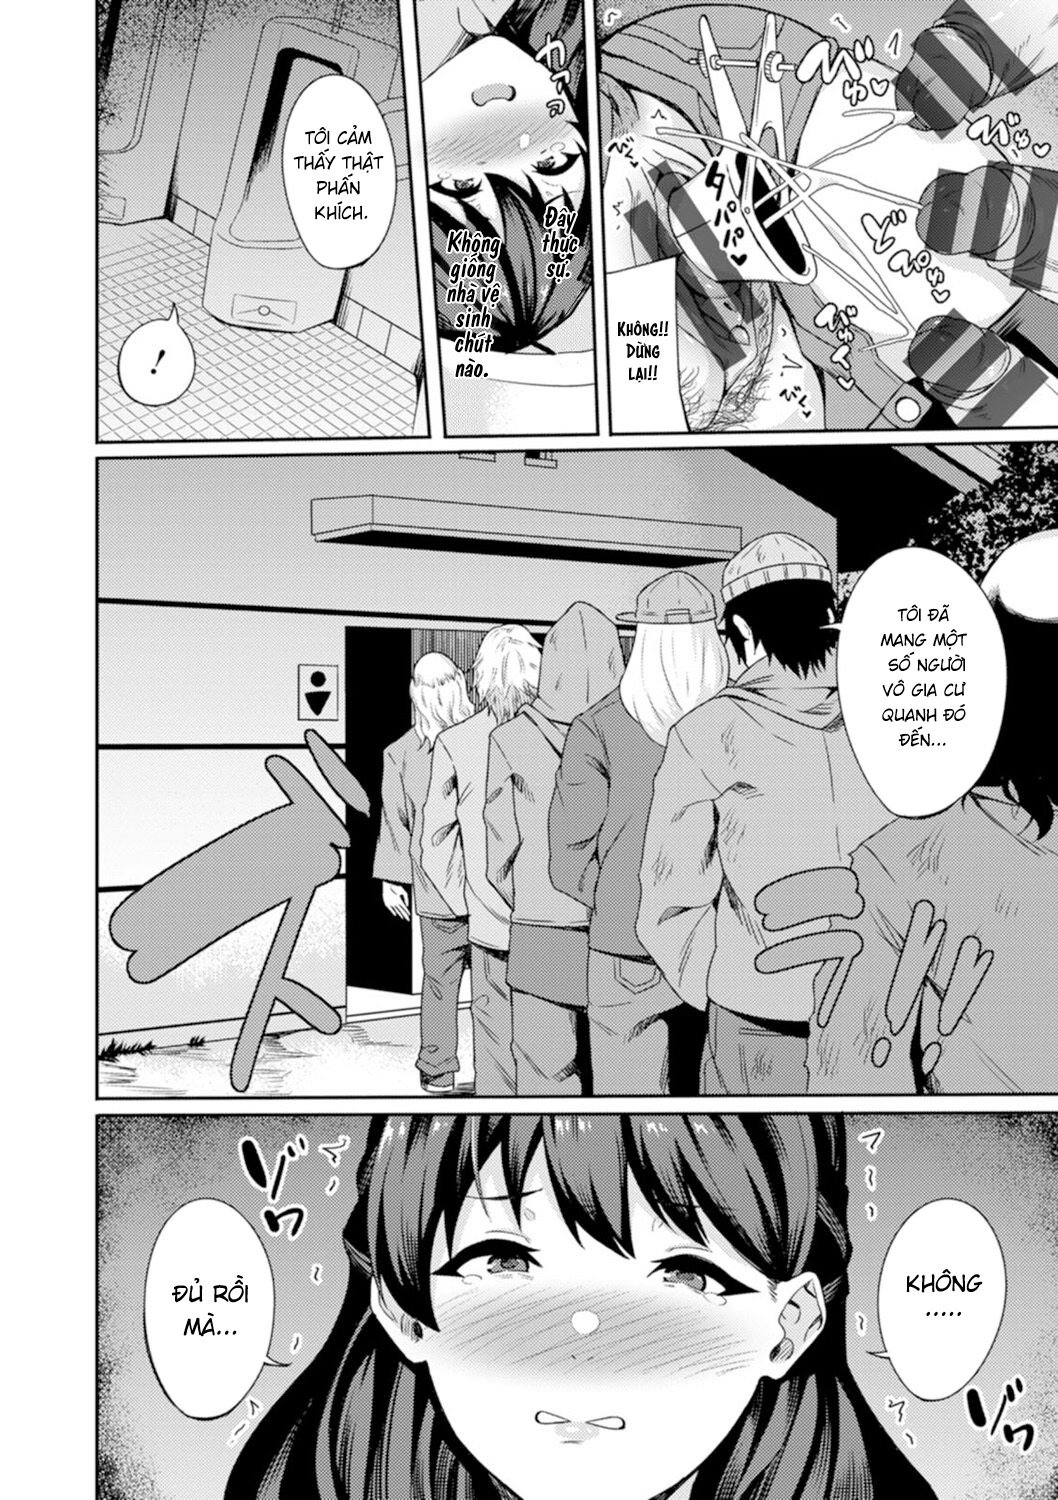 KHÔNG!!
DỪNG
LẠI!!
Đây
thực
sự.
Không
giống
nhà vệ
sinh
chút
nào.
TÔI CẢM
THẤY THẬT
PHẤN
KHÍCH.
!
TÔI ĐÃ
MANG MỘT
SỐ NGƯỜI
VÔ GIA CƯ
QUANH ĐÓ
ĐẾN...
KHÔNG
.....
ĐỦ RỒI
MÀ...